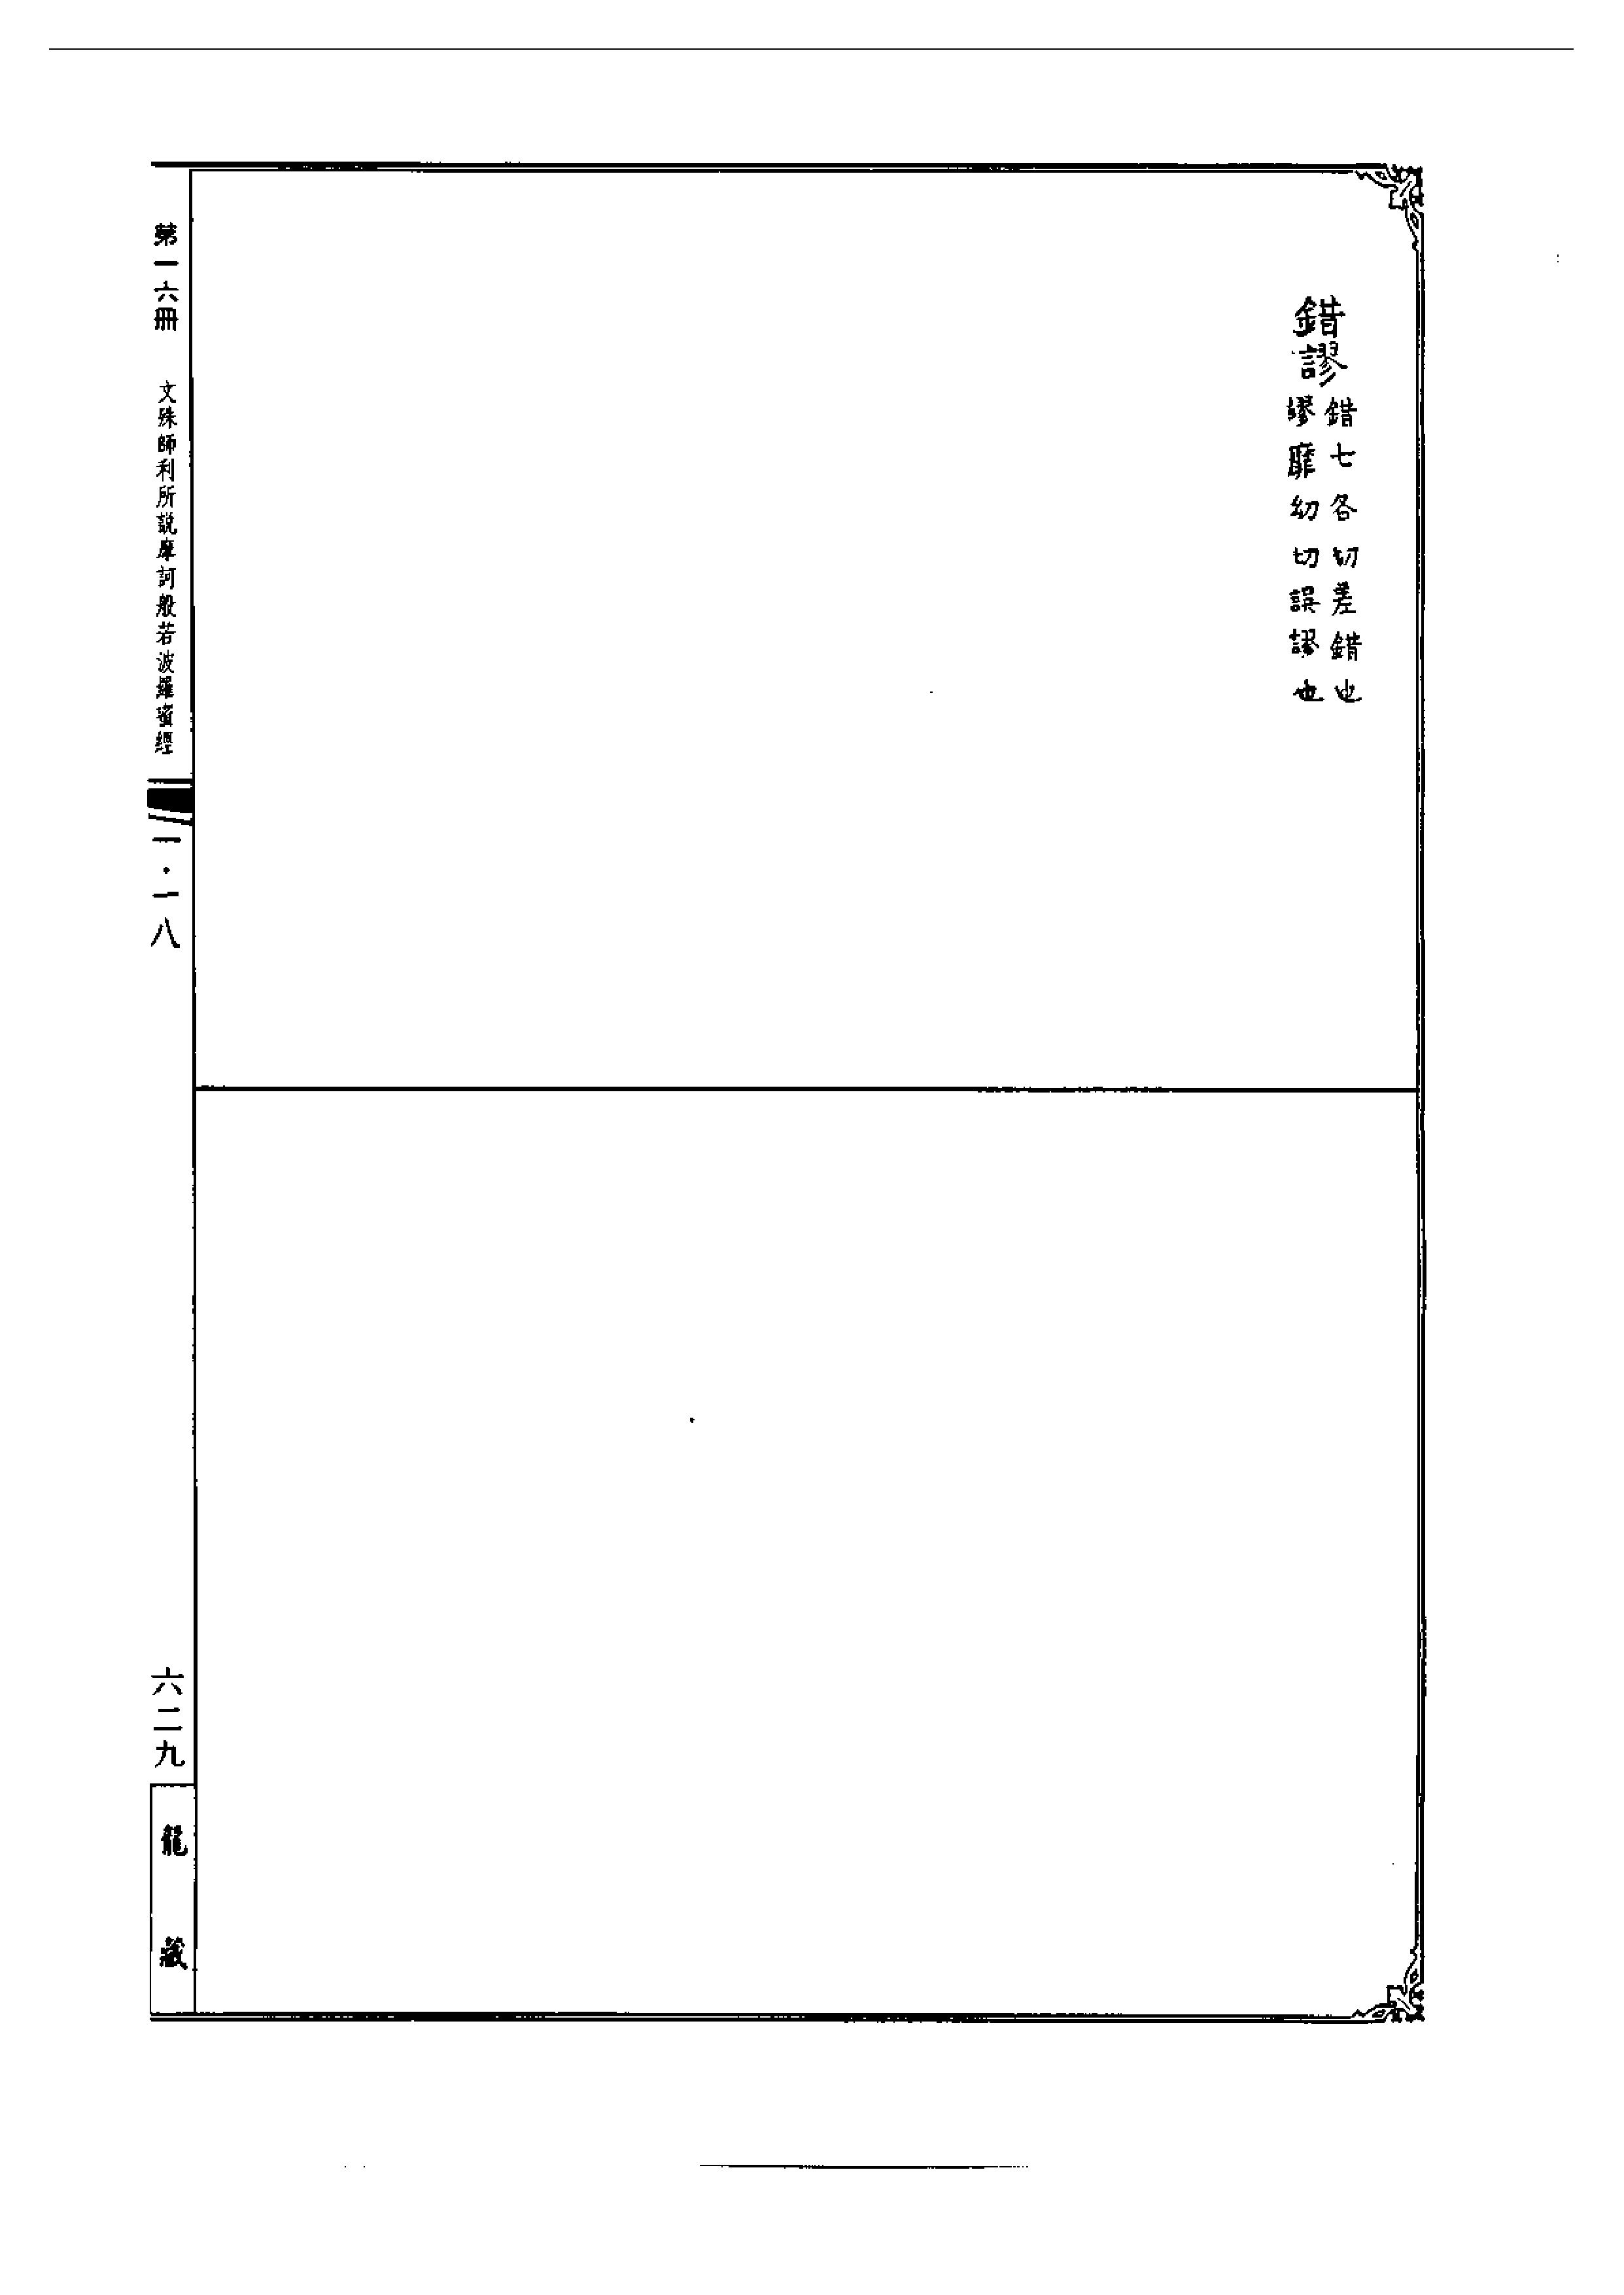 錯謬
錯七各切差錯也
謬靡幼切誤謬也
第一六冊 文殊師利所説摩訶般若波羅蜜經
一·一八
六二九
龍藏